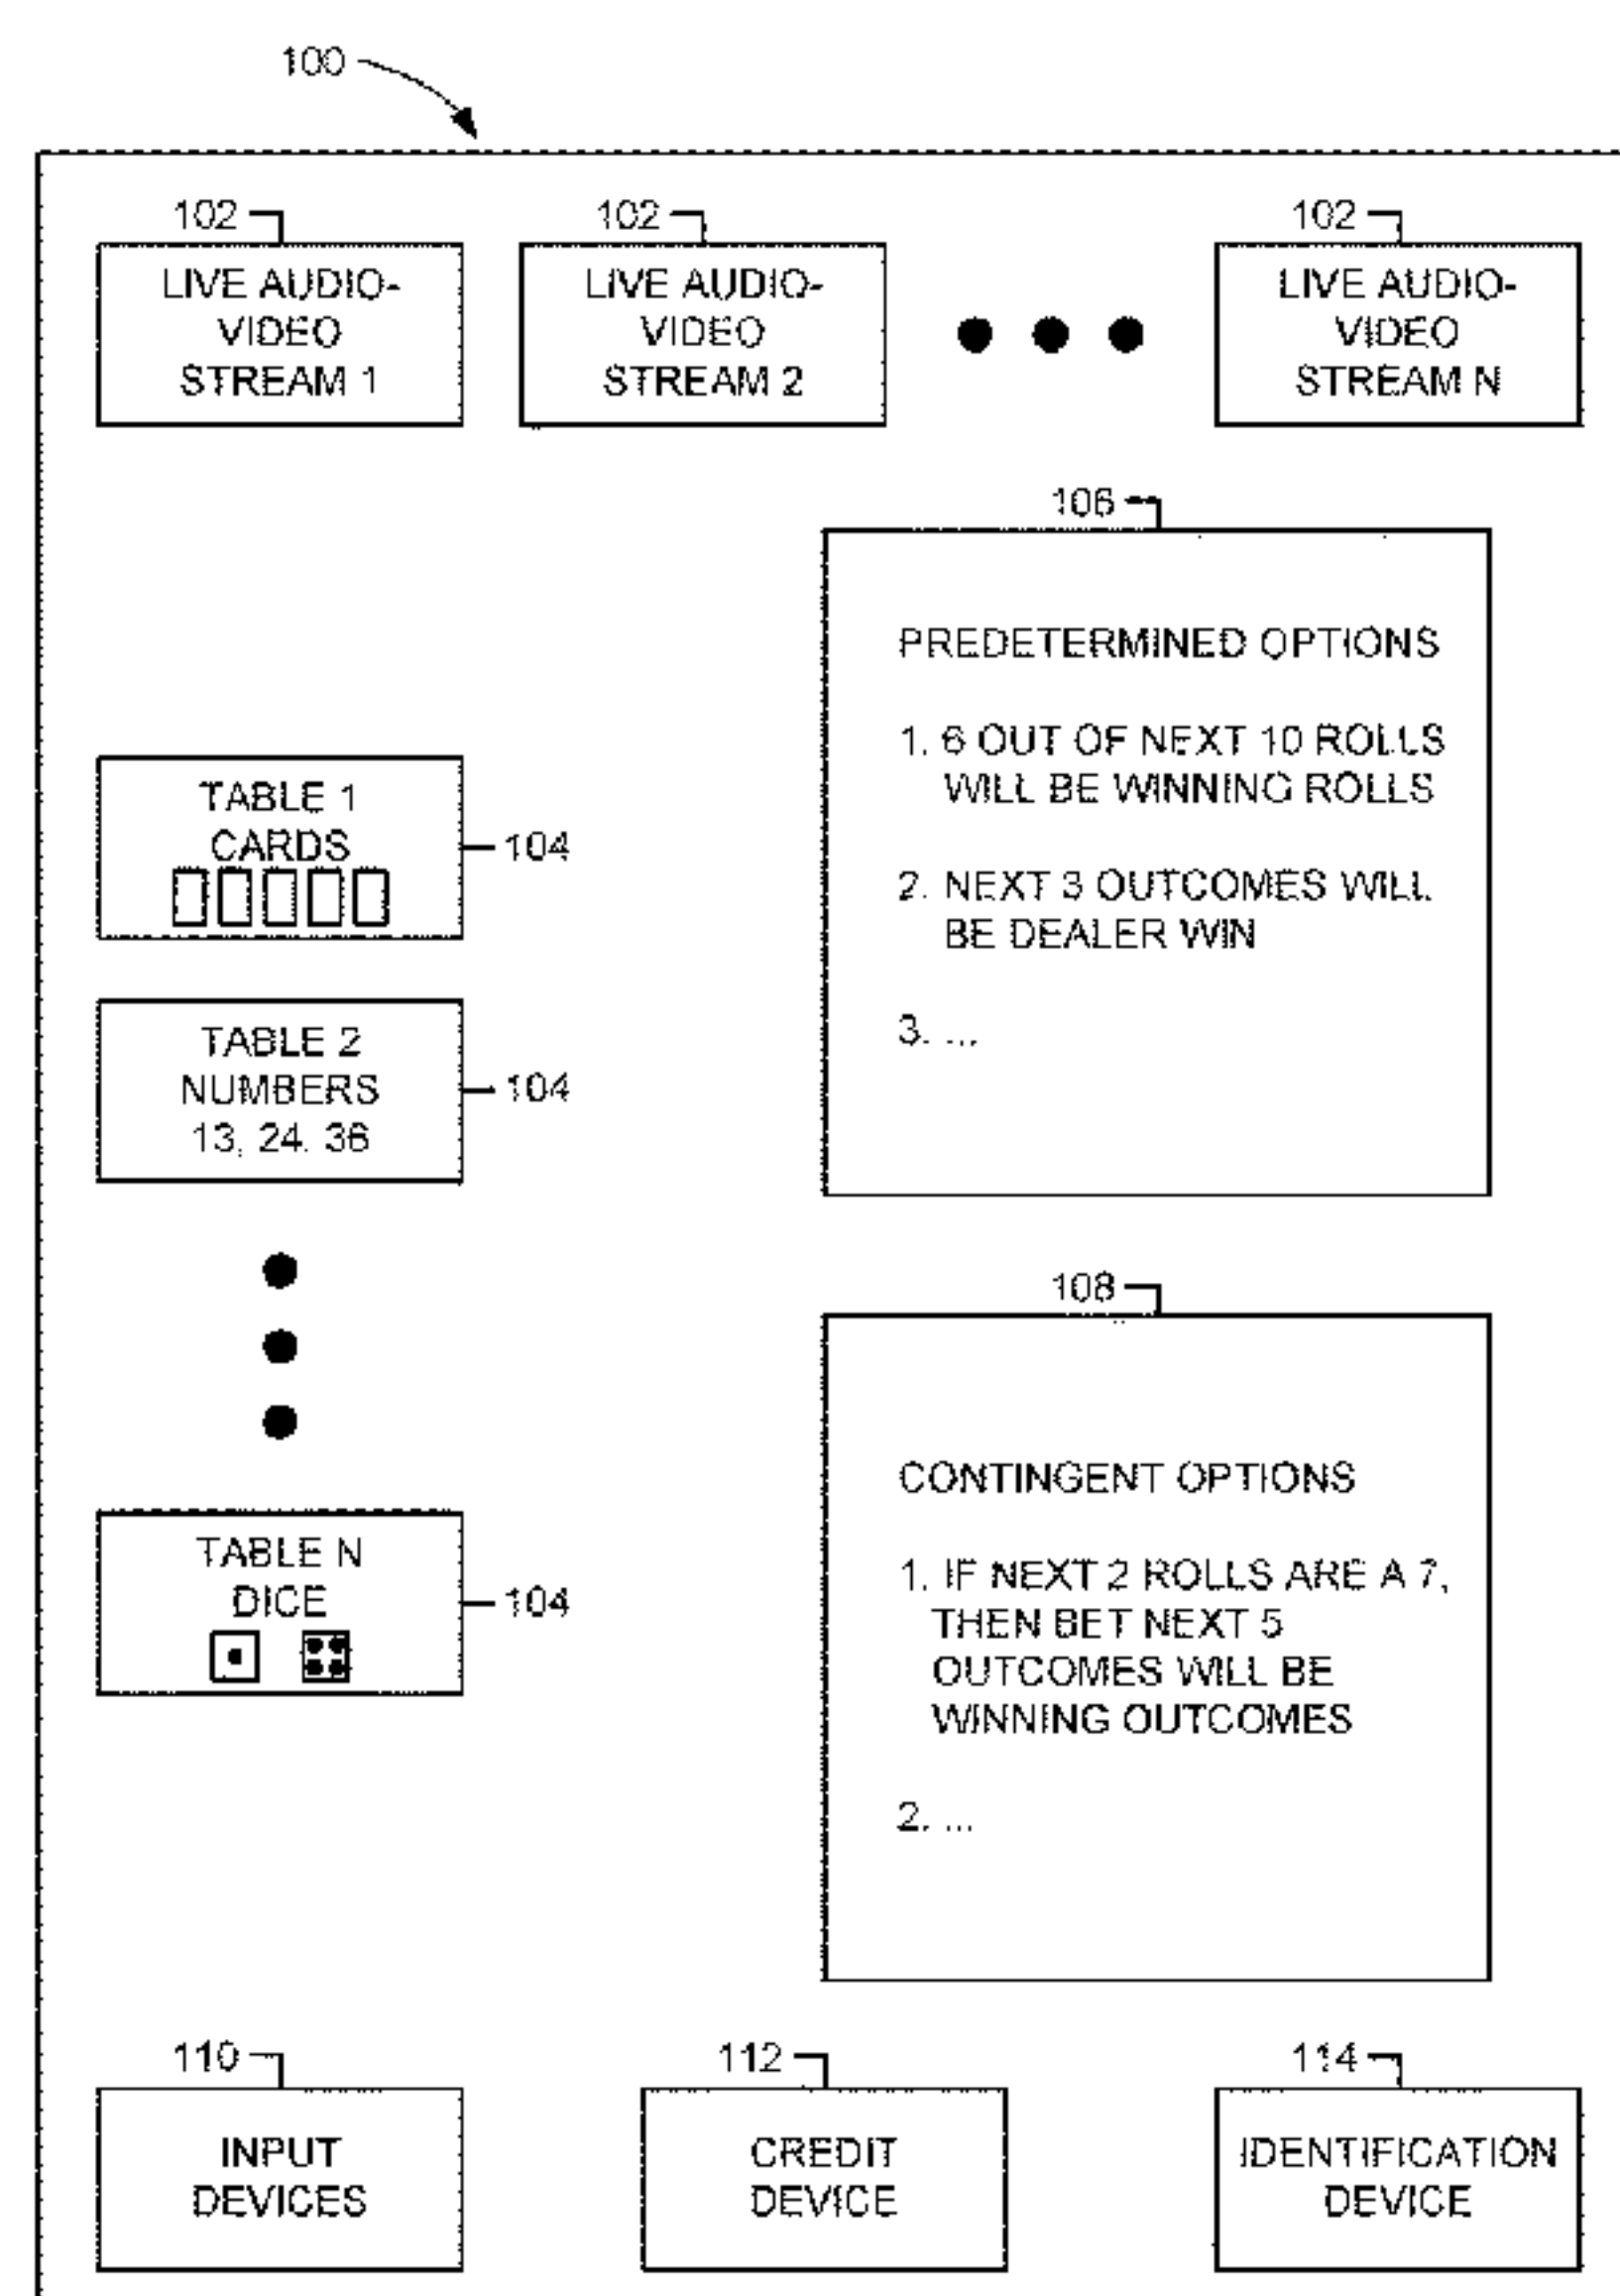 100
102
102
102
LIVE AUDIO-
VIDEO
STREAM 1
LIVE AUDIO-
VIDEO
STREAM 2
LIVE AUDIO-
VIDEO
STREAM N
106
PREDETERMINED OPTIONS
1. 6 OUT OF NEXT 10 ROLLS
WILL BE WINNING ROLLS
2. NEXT 3 OUTCOMES WILL
BE DEALER WIN
3. ...
TABLE 1
CARDS
104
TABLE 2
NUMBERS
13, 24. 36
104
TABLE N
DICE
104
108
CONTINGENT OPTIONS
1. IF NEXT 2 ROLLS ARE A 7,
THEN BET NEXT 5
OUTCOMES WILL BE
WINNING OUTCOMES
2. ...
110
INPUT
DEVICES
112
CREDIT
DEVICE
114
IDENTIFICATION
DEVICE